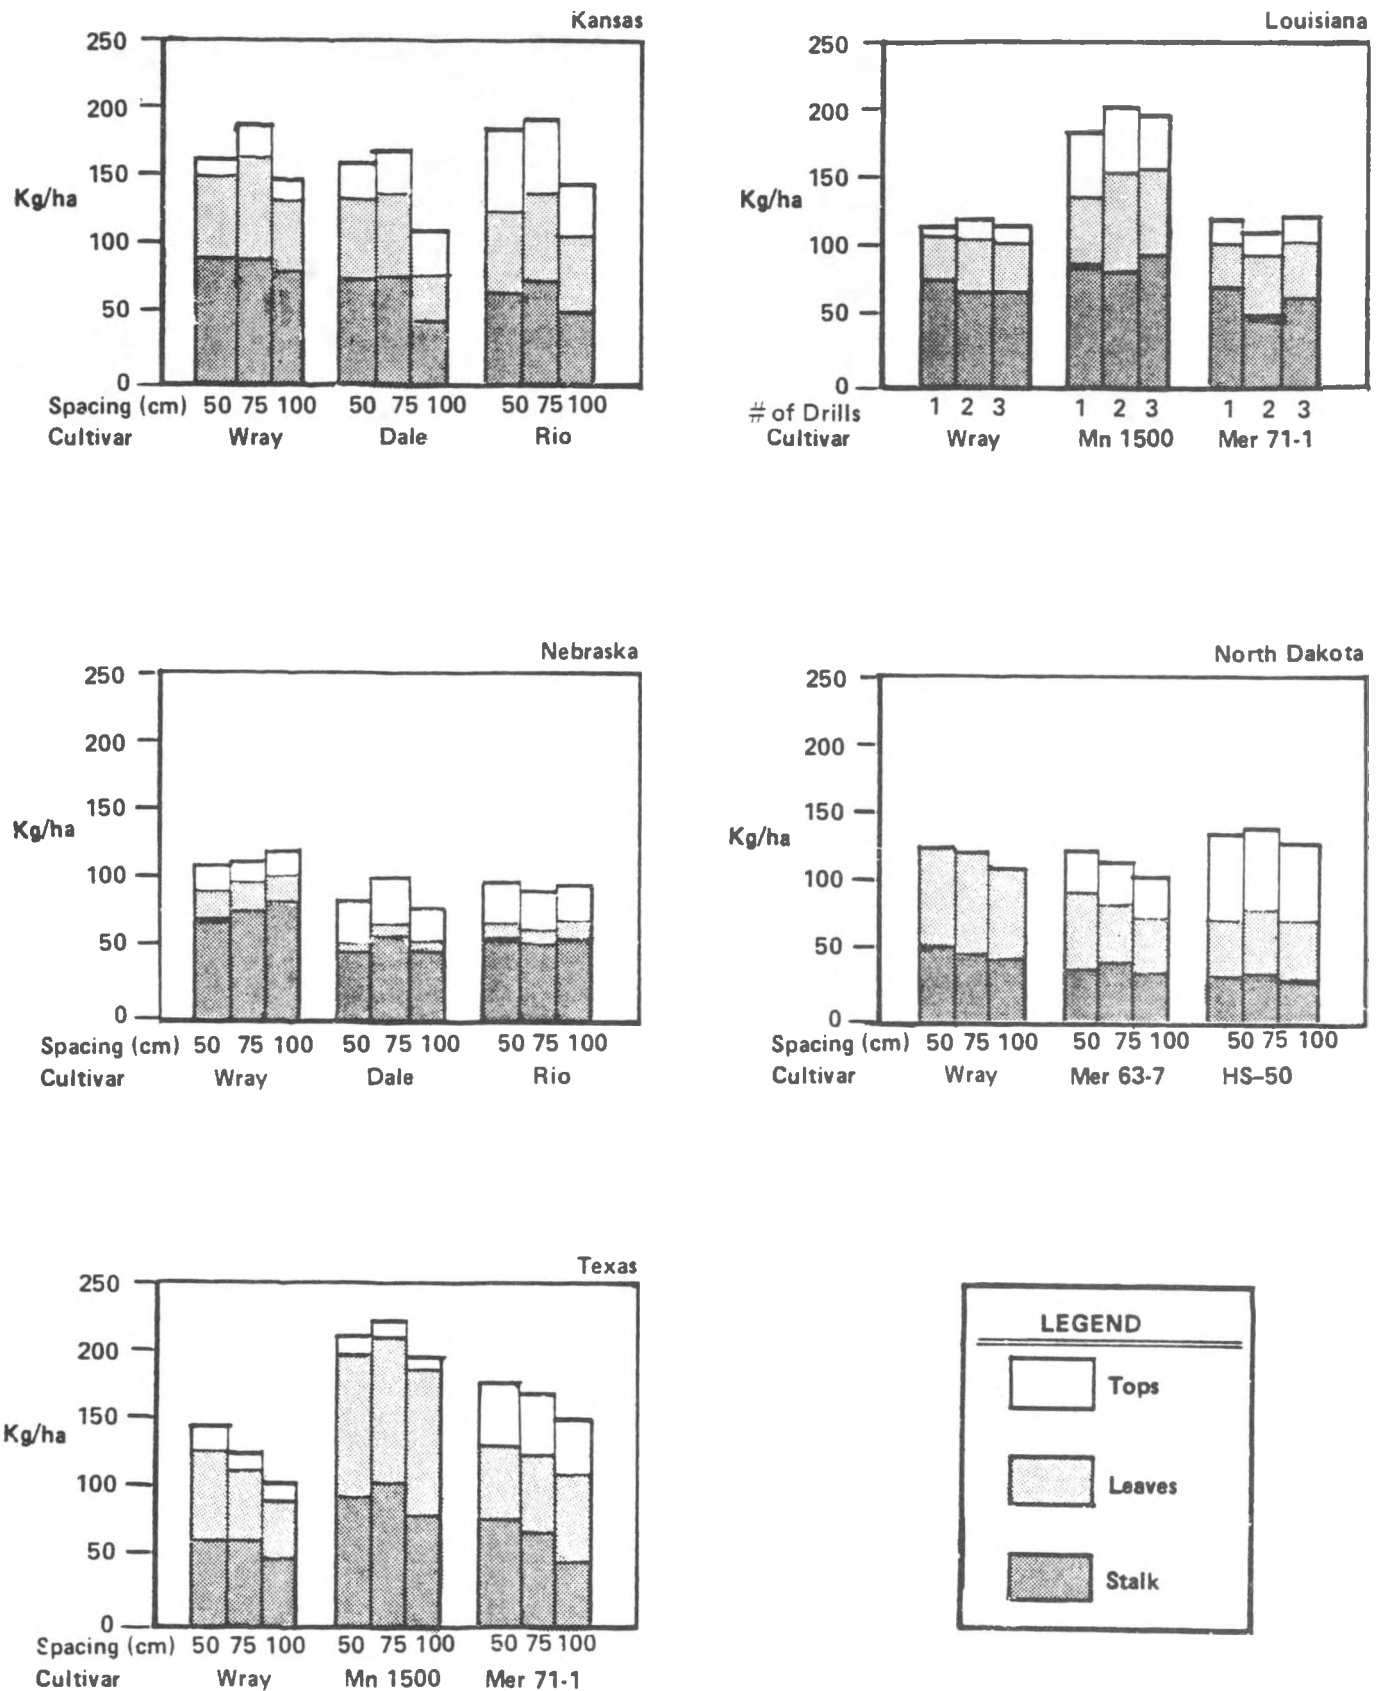 Kansas
250
200
150
Kg/ha
100
50
0
Spacing (cm) 50 75 100 50 75 100 50 75 100
Cultivar Wray Dale Rio
Louisiana
250
200
150
Kg/ha
100
50
0
# of Drills 1 2 3 1 2 3 1 2 3
Cultivar Wray Mn 1500 Mer 71-1
Nebraska
250
200
150
Kg/ha
100
50
0
Spacing (cm) 50 75 100 50 75 100 50 75 100
Cultivar Wray Dale Rio
North Dakota
250
200
150
Kg/ha
100
50
0
Spacing (cm) 50 75 100 50 75 100 50 75 100
Cultivar Wray Mer 63-7 HS–50
Texas
250
200
150
Kg/ha
100
50
0
Spacing (cm) 50 75 100 50 75 100 50 75 100
Cultivar Wray Mn 1500 Mer 71-1
LEGEND
Tops
Leaves
Stalk